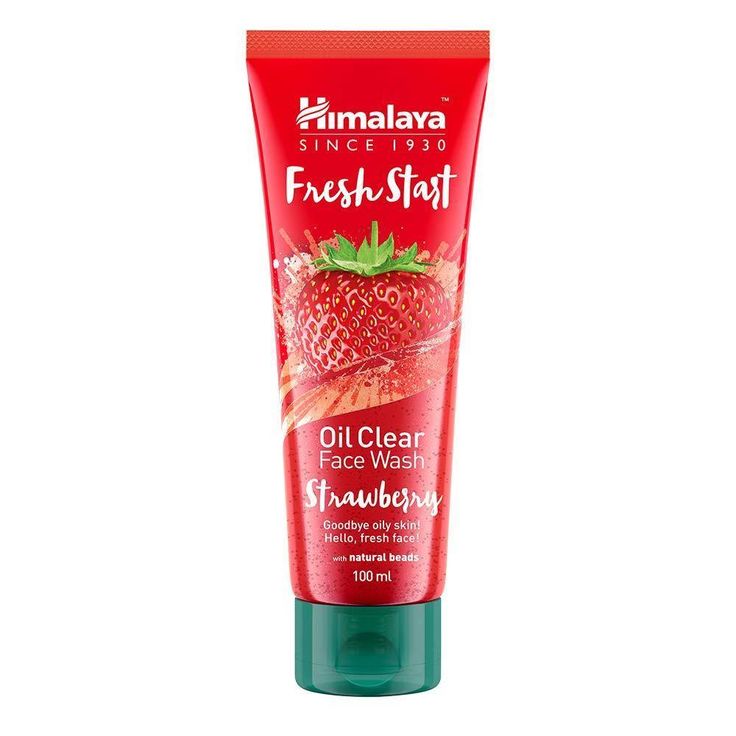 Himalaya™
SINCE 1930
Fresh Start
Oil Clear
Face Wash
Strawberry
Goodbye oily skin!
Hello, fresh face!
with natural beads
100 ml